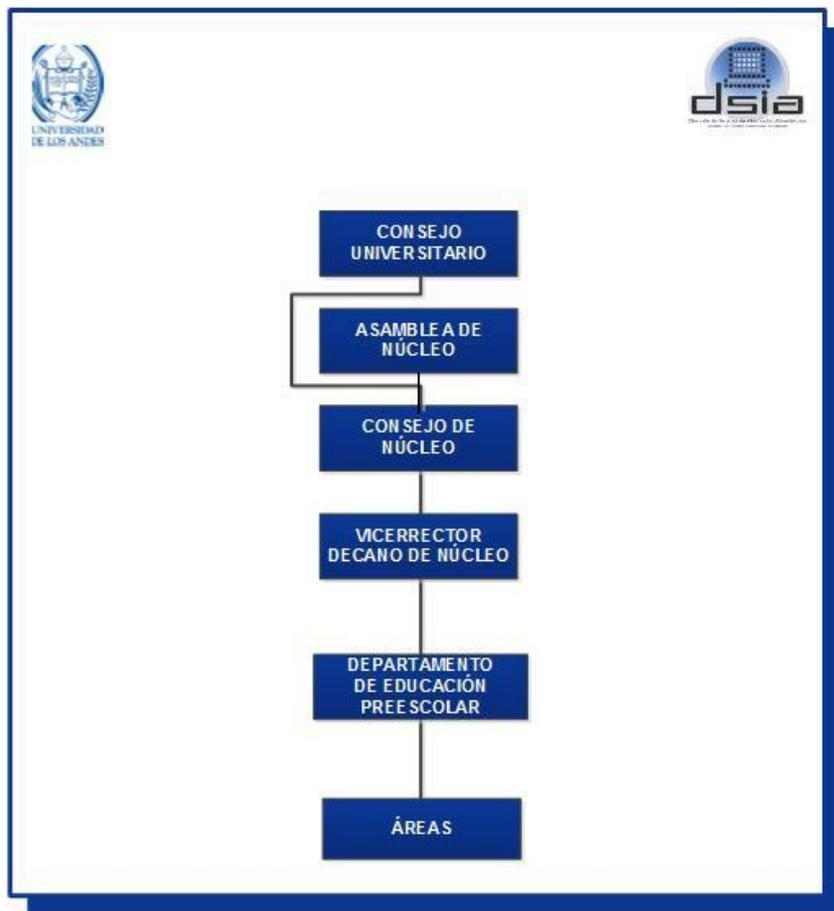 UNIVERSIDAD
DE LOS ANDES
dsia
CONSEJO
UNIVERSITARIO
ASAMBLEA DE
NÚCLEO
CONSEJO DE
NÚCLEO
VICERRECTOR
DECANO DE NÚCLEO
DEPARTAMENTO
DE EDUCACIÓN
PREESCOLAR
ÁREAS